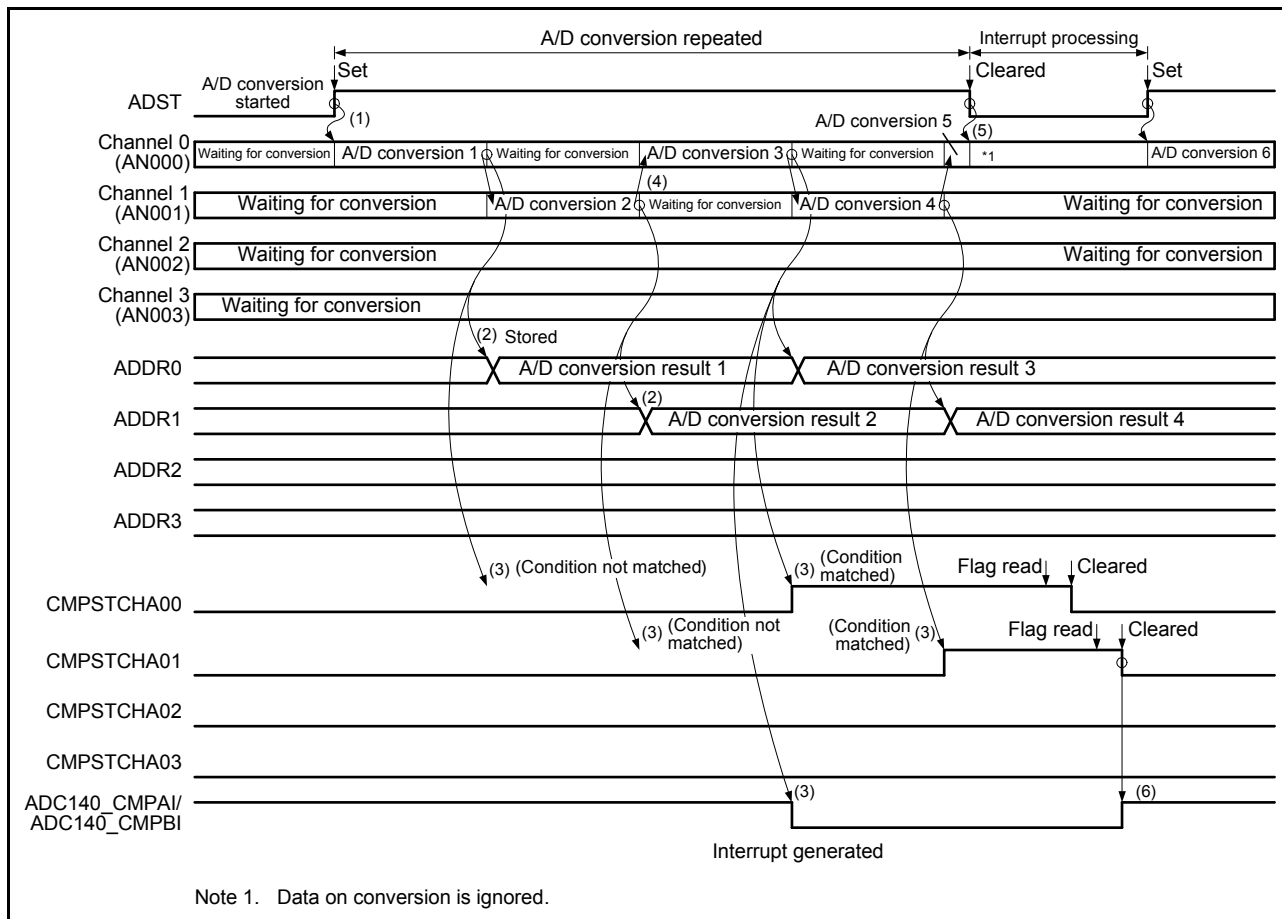 A/D conversion repeated
Interrupt processing
Set
Cleared
Set
ADST
A/D conversion
started
(1)
A/D conversion 5
(5)
Channel 0
(AN000)
Waiting for conversion
A/D conversion 1
Waiting for conversion
A/D conversion 3
Waiting for conversion
*1
A/D conversion 6
(4)
Channel 1
(AN001)
Waiting for conversion
A/D conversion 2
Waiting for conversion
A/D conversion 4
Waiting for conversion
Channel 2
(AN002)
Waiting for conversion
Waiting for conversion
Channel 3
(AN003)
Waiting for conversion
(2) Stored
ADDR0
A/D conversion result 1
A/D conversion result 3
(2)
ADDR1
A/D conversion result 2
A/D conversion result 4
ADDR2
ADDR3
(3) (Condition not matched)
(3) (Condition
matched)
Flag read
Cleared
CMPSTCHA00
(3) (Condition not
matched)
(Condition
matched) (3)
Flag read
Cleared
CMPSTCHA01
CMPSTCHA02
CMPSTCHA03
ADC140_CMPAI/
ADC140_CMPBI
(3)
(6)
Interrupt generated
Note 1. Data on conversion is ignored.